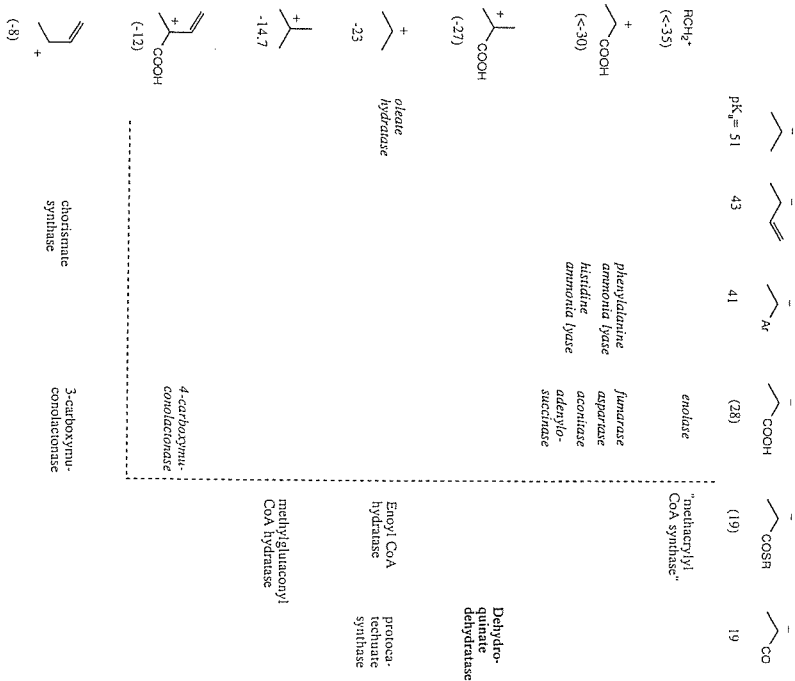 Ar COOH COSR CO
pKa= 51 43 41 (28) (19) 19
RCH2+
(<-35)
enolase
"methacrylyl
CoA synthase"
+
COOH
(<-30)
phenylalanine
ammonia lyase
histidine
ammonia lyase
fumarase
aspartase
aconitase
adenylo-
succinase
+
COOH
(-27)
Dehydro-
quinate
dehydratase
+
-23
oleate
hydratase
Enoyl CoA
hydratase
protoca-
techuate
synthase
+
-14.7
methylglutaconyl
CoA hydratase
+
COOH
(-12)
4-carboxymu-
conolactonase
+
(-8)
chorismate
synthase
3-carboxymu-
conolactonase